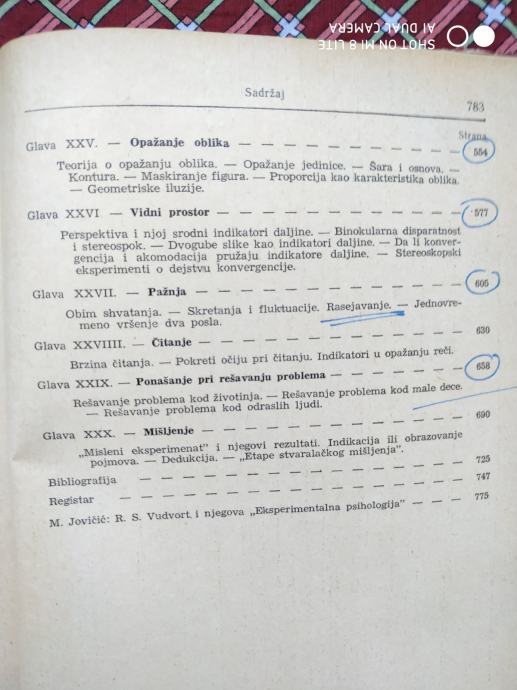 SHOT ON MI 8 LITE
AI DUAL CAMERA
Sadržaj
783
Strana
Glava XXV. — Opažanje oblika — — — — — — — — — 554
Teorija o opažanju oblika. — Opažanje jedinice. — Šara i osnova. —
Kontura. — Maskiranje figura. — Proporcija kao karakteristika oblika.
— Geometriske iluzije.
Glava XXVI — Vidni prostor — — — — — — — — — — 577
Perspektiva i njoj srodni indikatori daljine. — Binokularna disparatnost
i stereospok. — Dvogube slike kao indikatori daljine. — Da li konver-
gencija i akomodacija pružaju indikatore daljine. — Stereoskopski
eksperimenti o dejstvu konvergencije.
Glava XXVII. — Pažnja — — — — — — — — — — 605
Obim shvatanja. — Skretanja i fluktuacije. Rasejavanje. — Jednovre-
meno vršenje dva posla.
Glava XXVIIII. — Čitanje — — — — — — — — — — 630
Brzina čitanja. — Pokreti očiju pri čitanju. Indikatori u opažanju reči.
Glava XXIX. — Ponašanje pri rešavanju problema — — — — — 658
Rešavanje problema kod životinja. — Rešavanje problema kod male dece.
— Rešavanje problema kod odraslih ljudi.
Glava XXX. — Mišljenje — — — — — — — — — — 690
„Misleni eksperimenat" i njegovi rezultati. Indikacija ili obrazovanje
pojmova. — Dedukcija. — „Etape stvaralačkog mišljenja".
Bibliografija — — — — — — — — — — — — 725
Registar — — — — — — — — — — — — — 747
M. Jovičić: R. S. Vudvort i njegova „Eksperimentalna psihologija" — — — 775